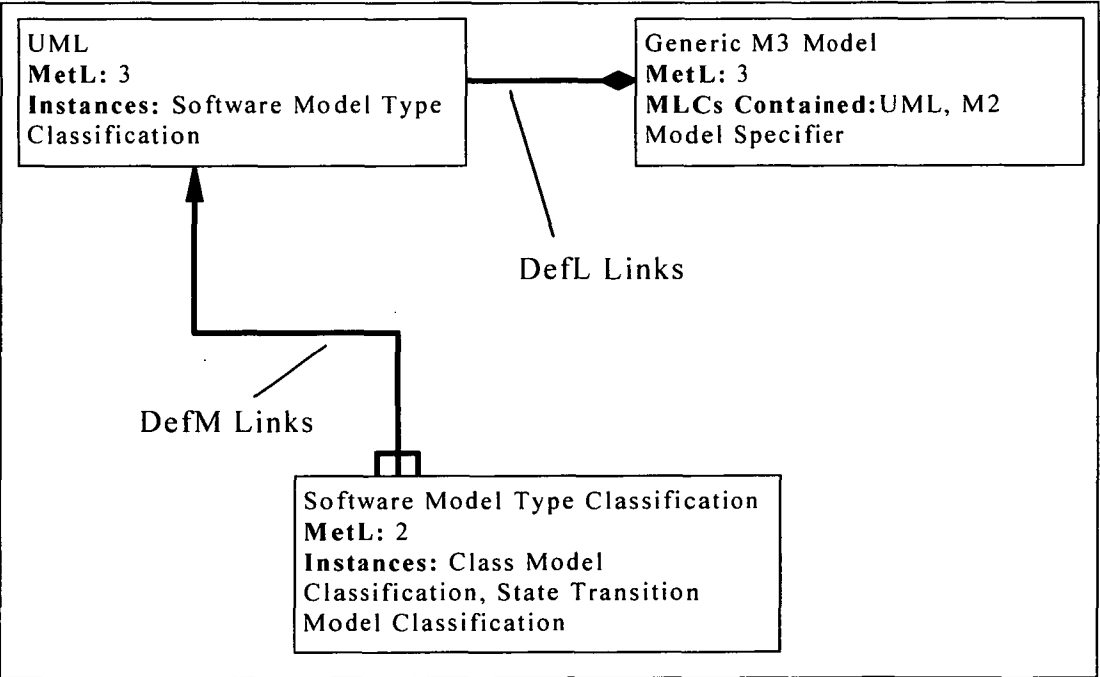 UML
MetL: 3
Instances: Software Model Type
Classification
Generic M3 Model
MetL: 3
MLCs Contained:UML, M2
Model Specifier
DefL Links
DefM Links
Software Model Type Classification
MetL: 2
Instances: Class Model
Classification, State Transition
Model Classification